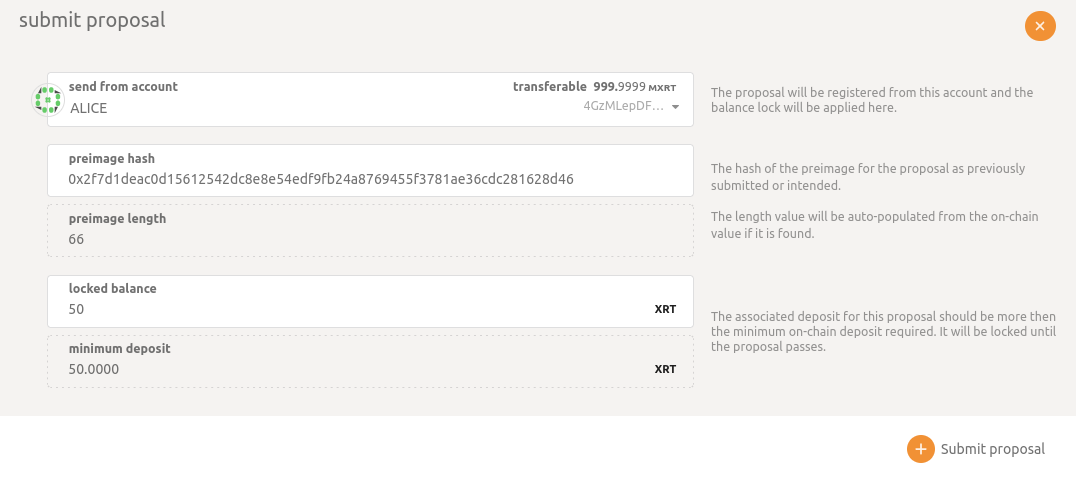 submit proposal
send from account
transferable 999.9999 MXRT
ALICE
4GzMLepDF...
The proposal will be registered from this account and the
balance lock will be applied here.
preimage hash
0x2f7d1deac0d15612542dc8e8e54edf9fb24a8769455f3781ae36cdc281628d46
The hash of the preimage for the proposal as previously
submitted or intended.
preimage length
66
The length value will be auto-populated from the on-chain
value if it is found.
locked balance
50 XRT
minimum deposit
50.0000 XRT
The associated deposit for this proposal should be more then
the minimum on-chain deposit required. It will be locked until
the proposal passes.
Submit proposal